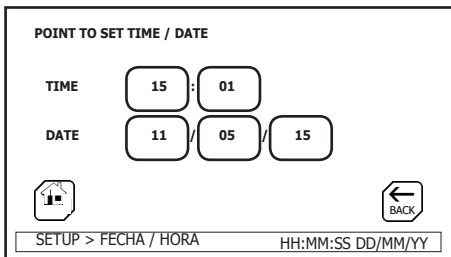 POINT TO SET TIME / DATE
TIME 15 : 01
DATE 11 / 05 / 15
BACK
SETUP > FECHA / HORA HH:MM:SS DD/MM/YY